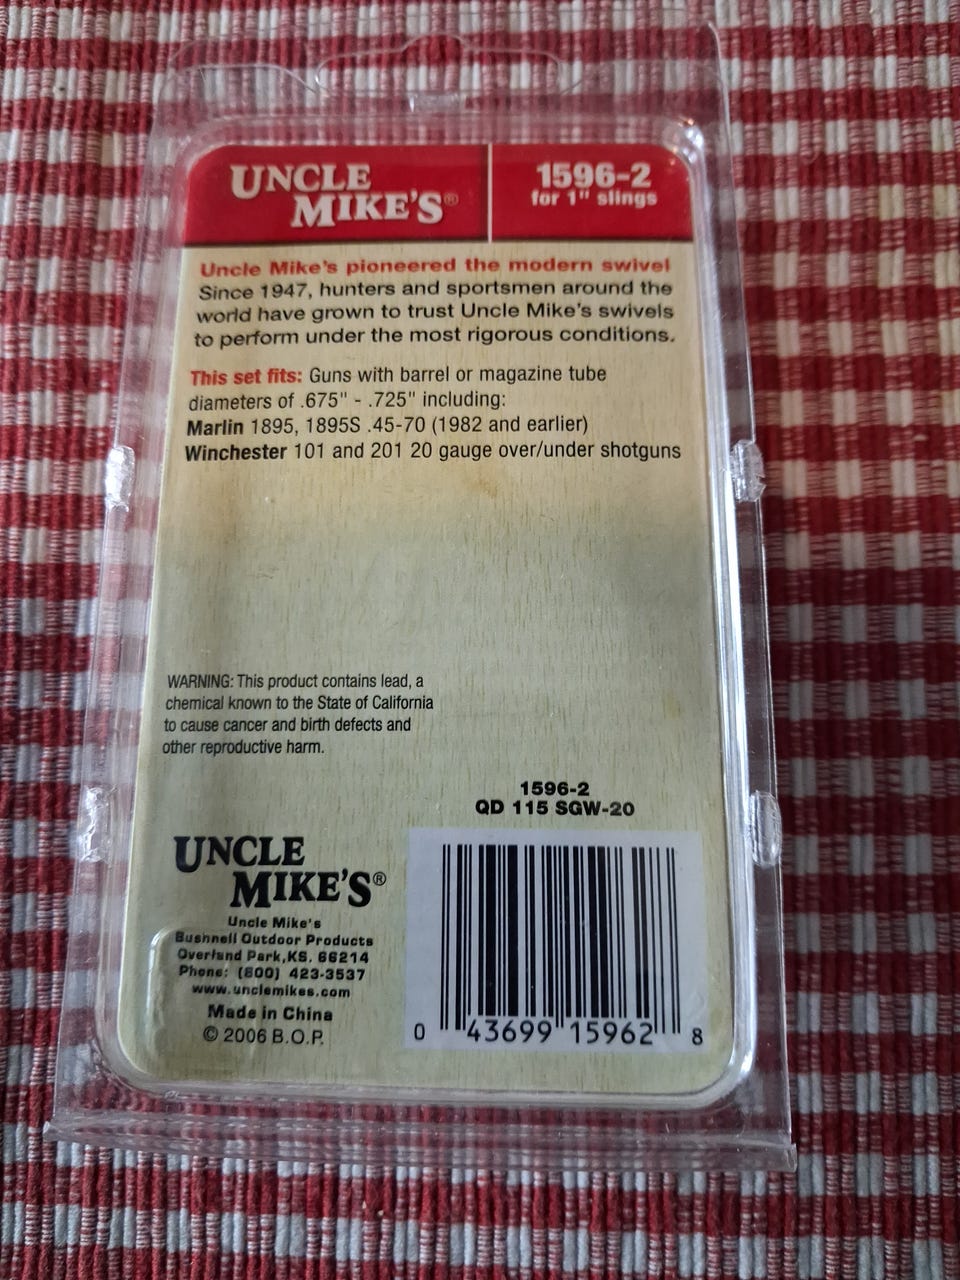 UNCLE
MIKE'S®
1596-2
for 1" slings
Uncle Mike's pioneered the modern swivel
Since 1947, hunters and sportsmen around the
world have grown to trust Uncle Mike's swivels
to perform under the most rigorous conditions.
This set fits: Guns with barrel or magazine tube
diameters of .675" - .725" including:
Marlin 1895, 1895S .45-70 (1982 and earlier)
Winchester 101 and 201 20 gauge over/under shotguns
WARNING: This product contains lead, a
chemical known to the State of California
to cause cancer and birth defects and
other reproductive harm.
1596-2
QD 115 SGW-20
UNCLE
MIKE'S®
Uncle Mike's
Bushnell Outdoor Products
Overland Park,KS. 66214
Phone: (800) 423-3537
www.unclemikes.com
Made in China
© 2006 B.O.P.
0 43699 15962 8